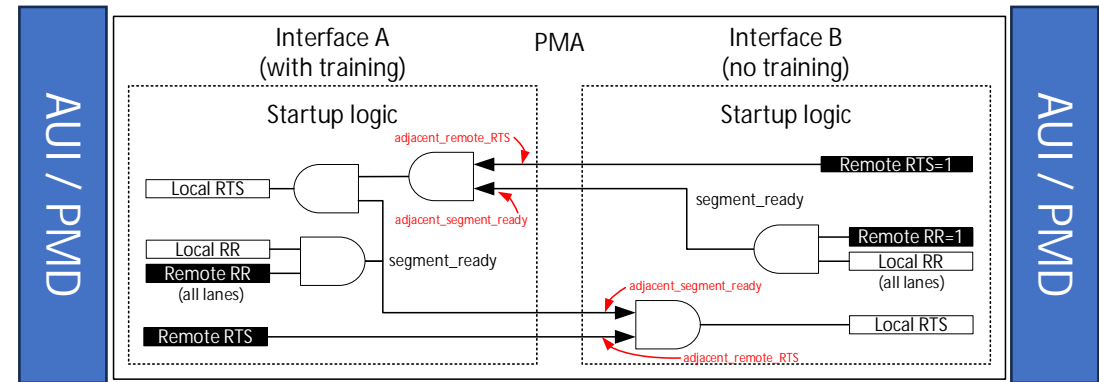 AUI / PMD
PMA
Interface A
(with training)
Startup logic
adjacent_remote_RTS
Local RTS
adjacent_segment_ready
Local RR
Remote RR
(all lanes)
segment_ready
Remote RTS
Interface B
(no training)
Startup logic
Remote RTS=1
segment_ready
Remote RR=1
Local RR
(all lanes)
adjacent_segment_ready
Local RTS
adjacent_remote_RTS
AUI / PMD